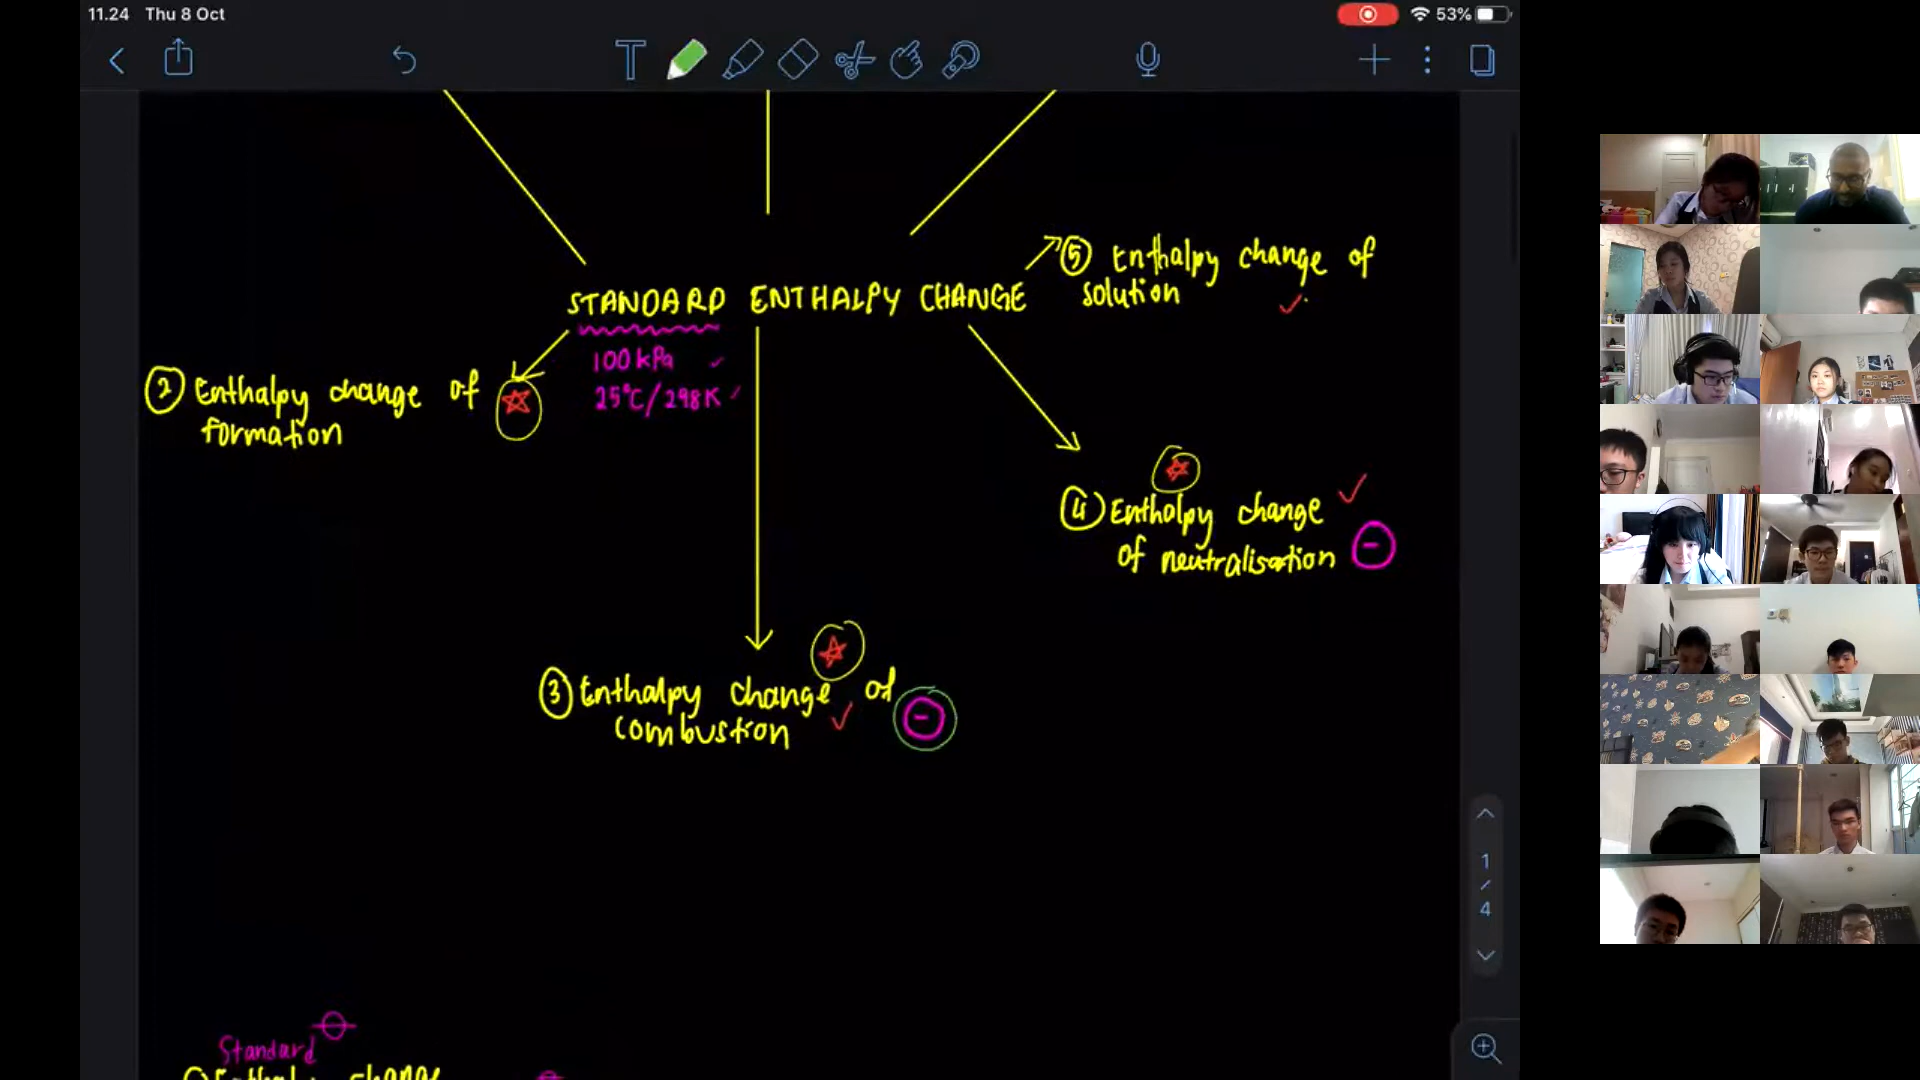 11.24 Thu 8 Oct
53%
T
⑤ Enthalpy change of
solution
STANDARD ENTHALPY CHANGE
100 kPa
25°C/298K
② Enthalpy change of
formation
④ Enthalpy change
of neutralisation
-
③ Enthalpy change of
combustion
-
1
/
4
Standard
change